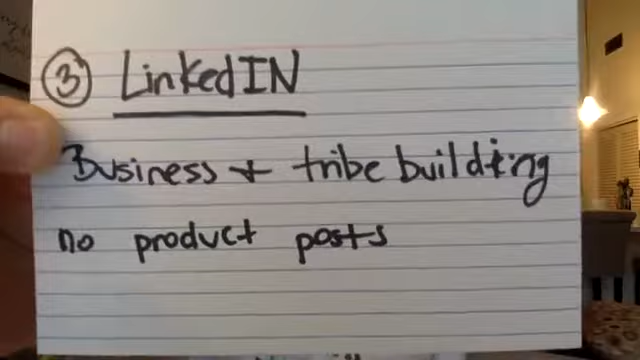 ③ LinkedIN
Business + tribe building
no product posts